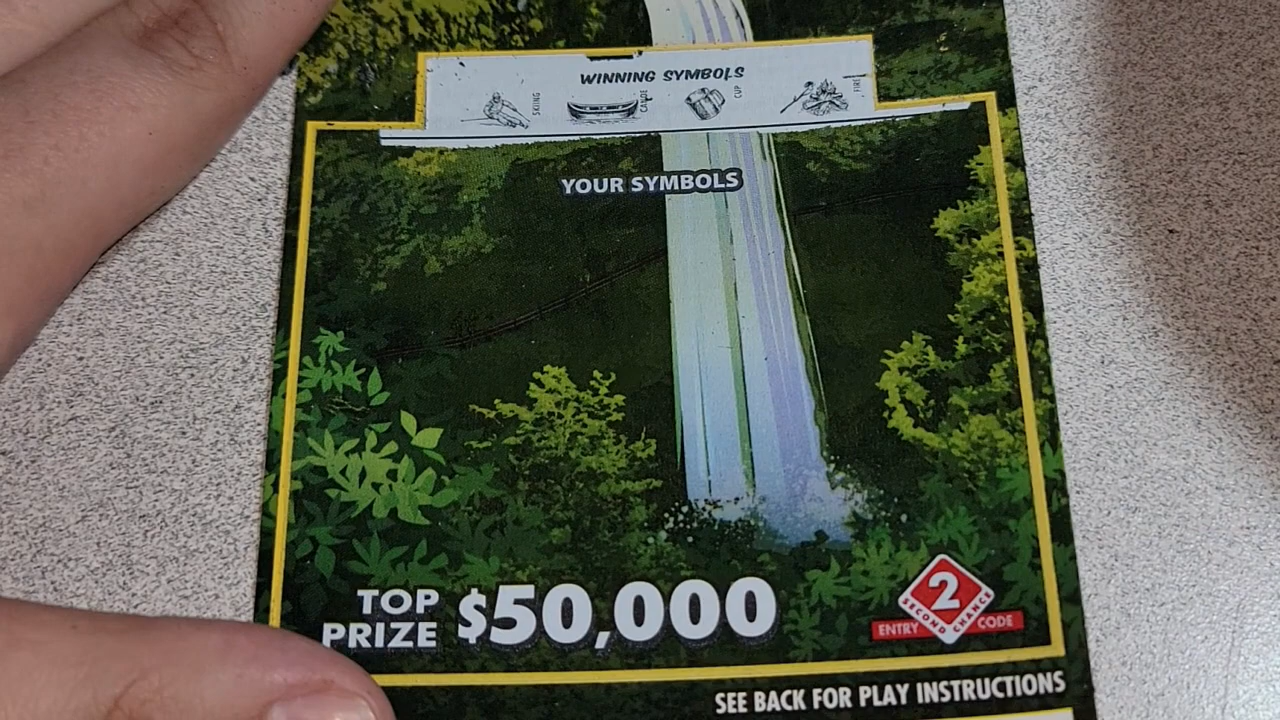 WINNING SYMBOLS
SKIING
CANOE
CUP
FIRE
YOUR SYMBOLS
TOP
PRIZE $50,000
2
SECOND CHANCE
ENTRY CODE
SEE BACK FOR PLAY INSTRUCTIONS